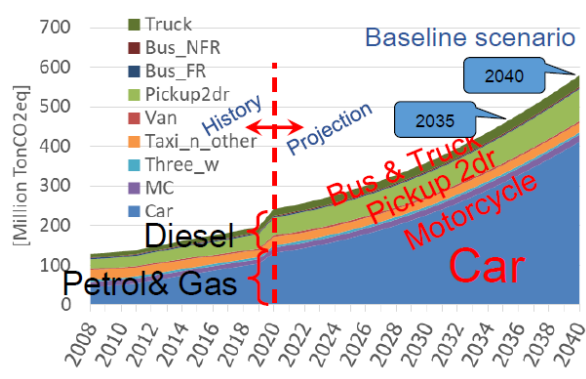 Baseline scenario
[Million TonCO2eq]
700
600
500
400
300
200
100
0
Truck
Bus_NFR
Bus_FR
Pickup2dr
Van
Taxi_n_other
Three_w
MC
Car
History
Projection
2040
2035
Bus & Truck
Pickup 2dr
Motorcycle
Car
Diesel
Petrol& Gas
2008
2010
2012
2014
2016
2018
2020
2022
2024
2026
2028
2030
2032
2034
2036
2038
2040